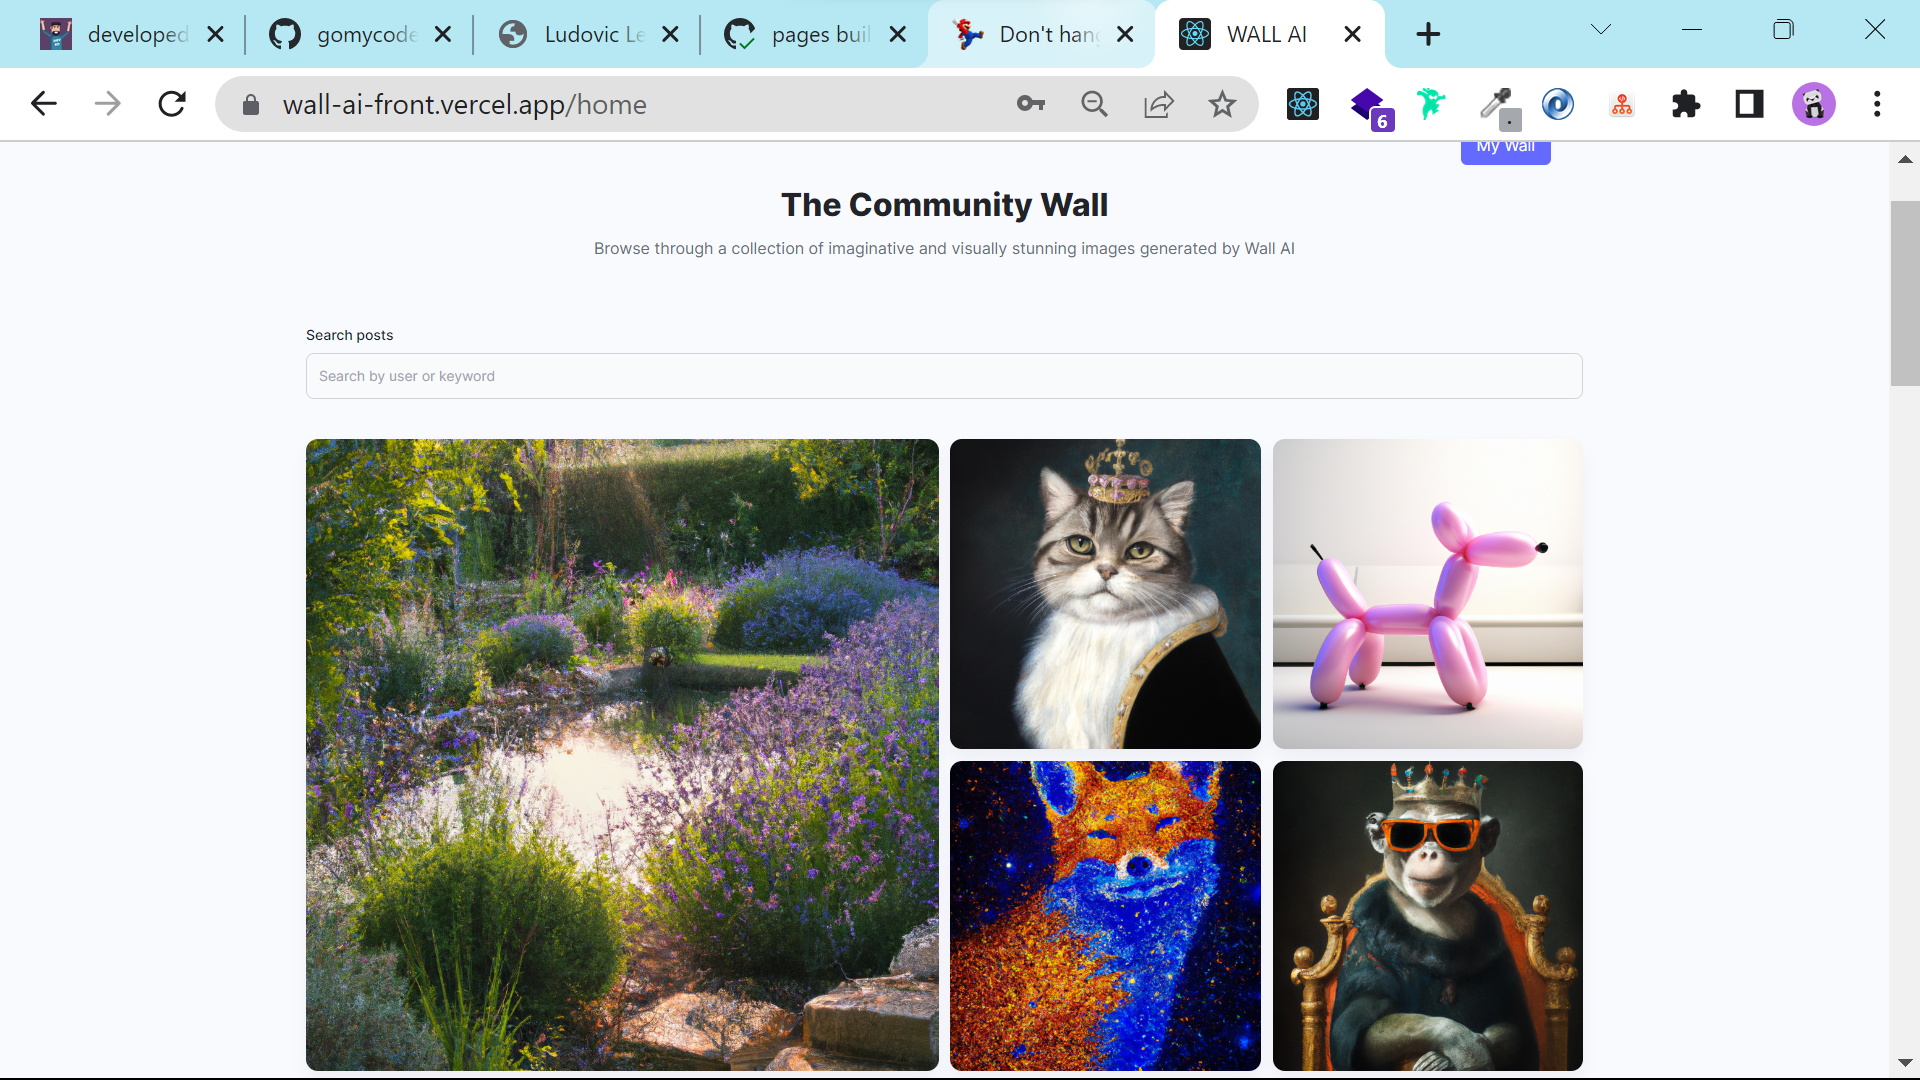 developed
gomycode
Ludovic Le
pages buil
Don't hang
WALL AI
wall-ai-front.vercel.app/home
6
My Wall
The Community Wall
Browse through a collection of imaginative and visually stunning images generated by Wall AI
Search posts
Search by user or keyword